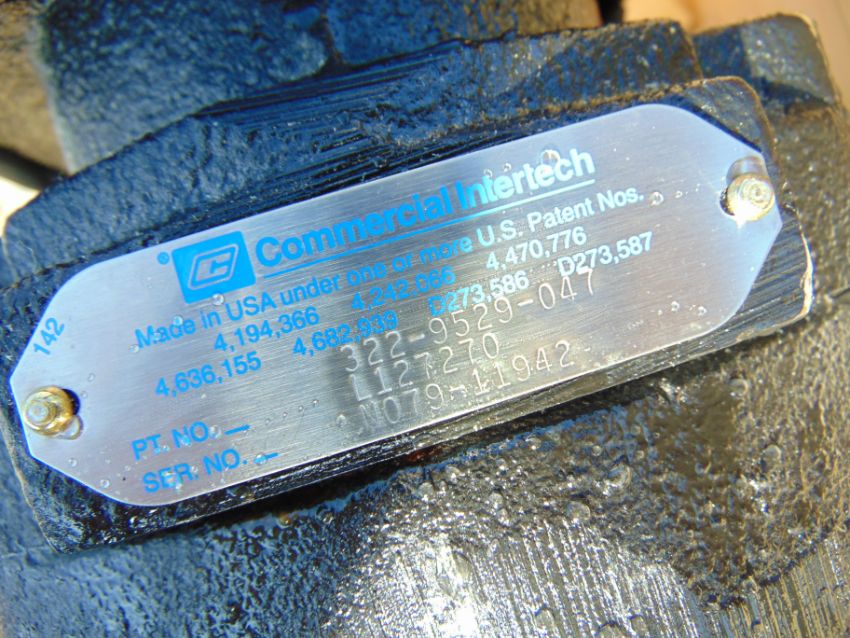 ® C Commercial Intertech
Made in USA under one or more U.S. Patent Nos.
4,194,366 4,242,066 4,470,776
4,636,155 4,682,939 D273,586 D273,587
322-9529-047
L127270
PT. NO. —
N079-11942
SER. NO. —
142